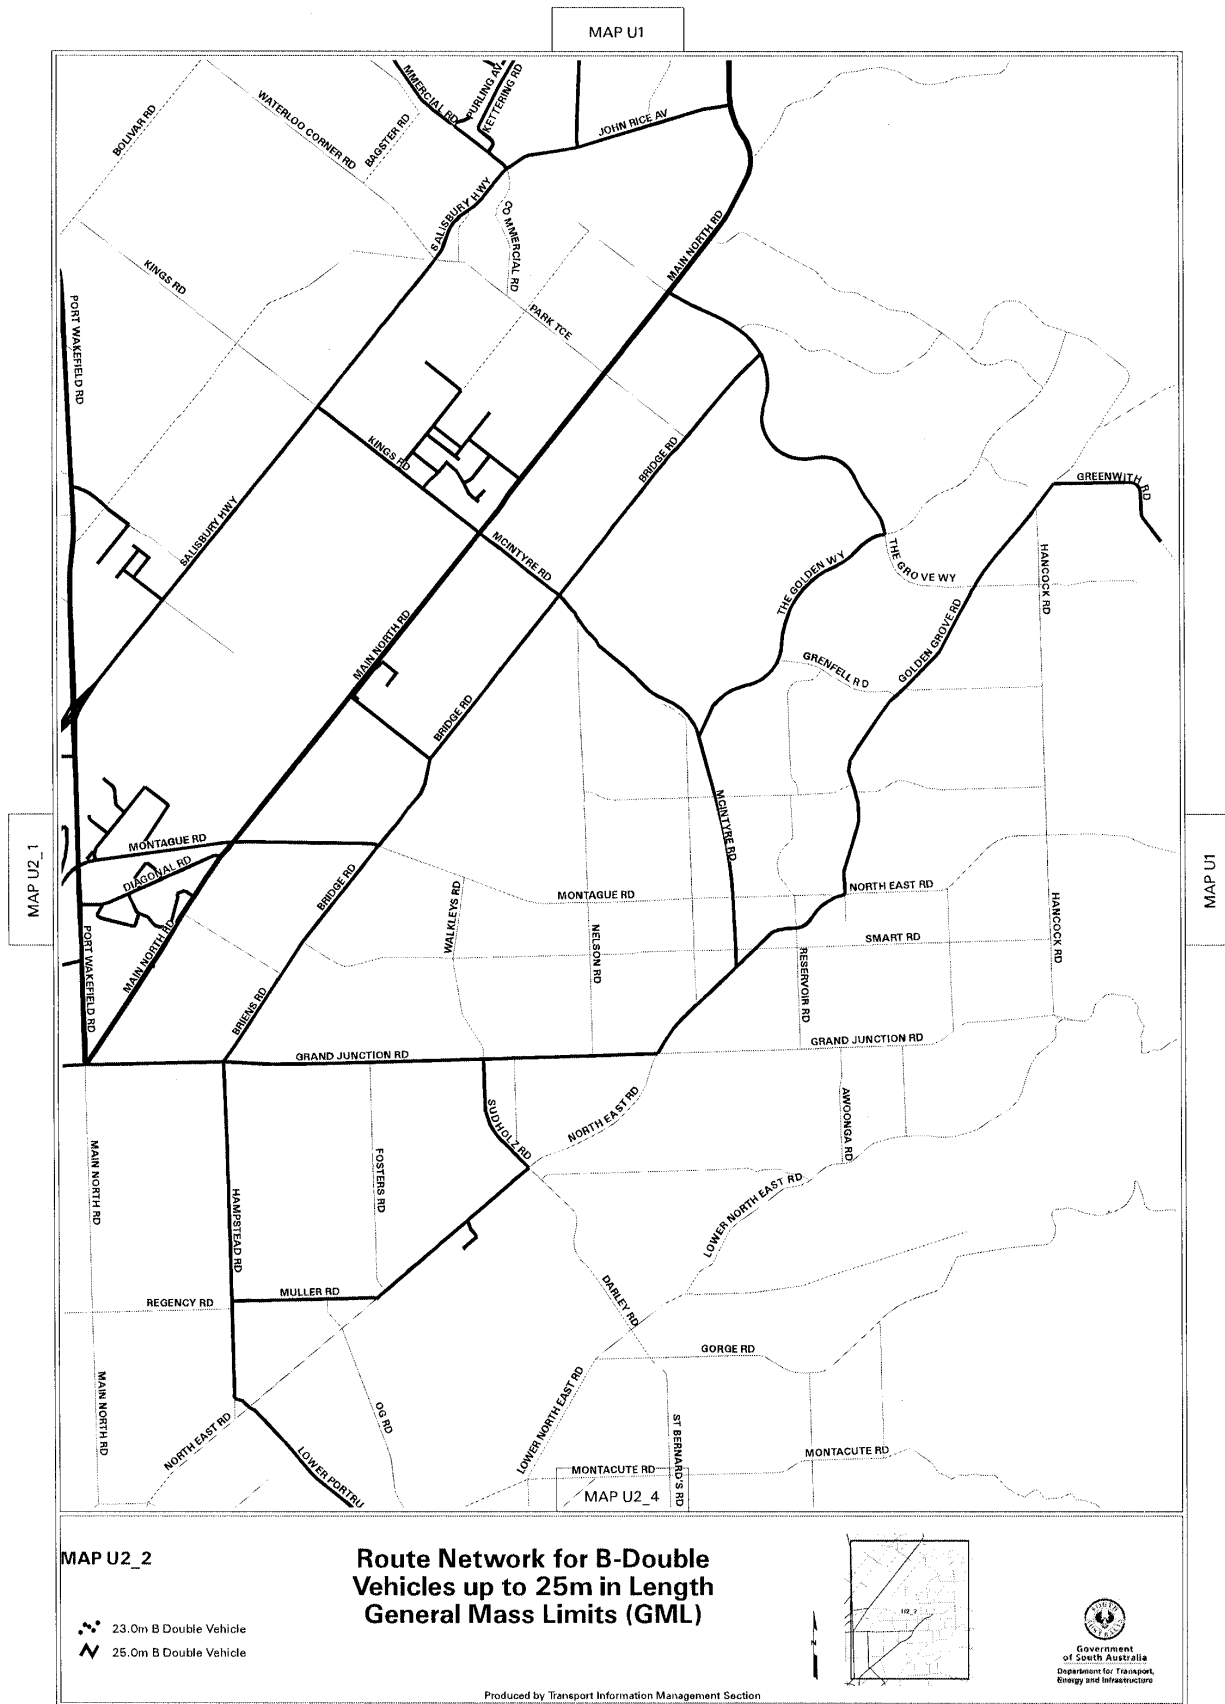 MAP U1
MMERCIAL RD
PURLING AV
KETTERING RD
JOHN RICE AV
BOLIVAR RD
WATERLOO CORNER RD
BAGSTER RD
SALISBURY HWY
COMMERCIAL RD
MAIN NORTH RD
KINGS RD
PARK TCE
PORT WAKEFIELD RD
KINGS RD
BRIDGE RD
GREENWITH RD
SALISBURY HWY
MCINTYRE RD
THE GOLDEN WY
THE GROVE WY
HANCOCK RD
MAIN NORTH RD
GOLDEN GROVE RD
GRENFELL RD
BRIDGE RD
MCINTYRE RD
MAP U2_1
MAP U1
MONTAGUE RD
DIAGONAL RD
BRIDGE RD
WALKLEYS RD
MONTAGUE RD
NORTH EAST RD
NELSON RD
SMART RD
HANCOCK RD
PORT WAKEFIELD RD
MAIN NORTH RD
BRIENS RD
RESERVOIR RD
GRAND JUNCTION RD
GRAND JUNCTION RD
SUDHOLZ RD
NORTH EAST RD
AWOONGA RD
MAIN NORTH RD
FOSTERS RD
HAMPSTEAD RD
LOWER NORTH EAST RD
MULLER RD
REGENCY RD
DARLEY RD
GORGE RD
MAIN NORTH RD
NORTH EAST RD
OG RD
LOWER NORTH EAST RD
LOWER PORTRU
ST BERNARD'S RD
MONTACUTE RD
MONTACUTE RD
MAP U2_4
MAP U2_2
Route Network for B-Double
Vehicles up to 25m in Length
General Mass Limits (GML)
23.0m B Double Vehicle
25.0m B Double Vehicle
U2_2
N
SOUTH
AUSTRALIA
Government
of South Australia
Department for Transport,
Energy and Infrastructure
Produced by Transport Information Management Section